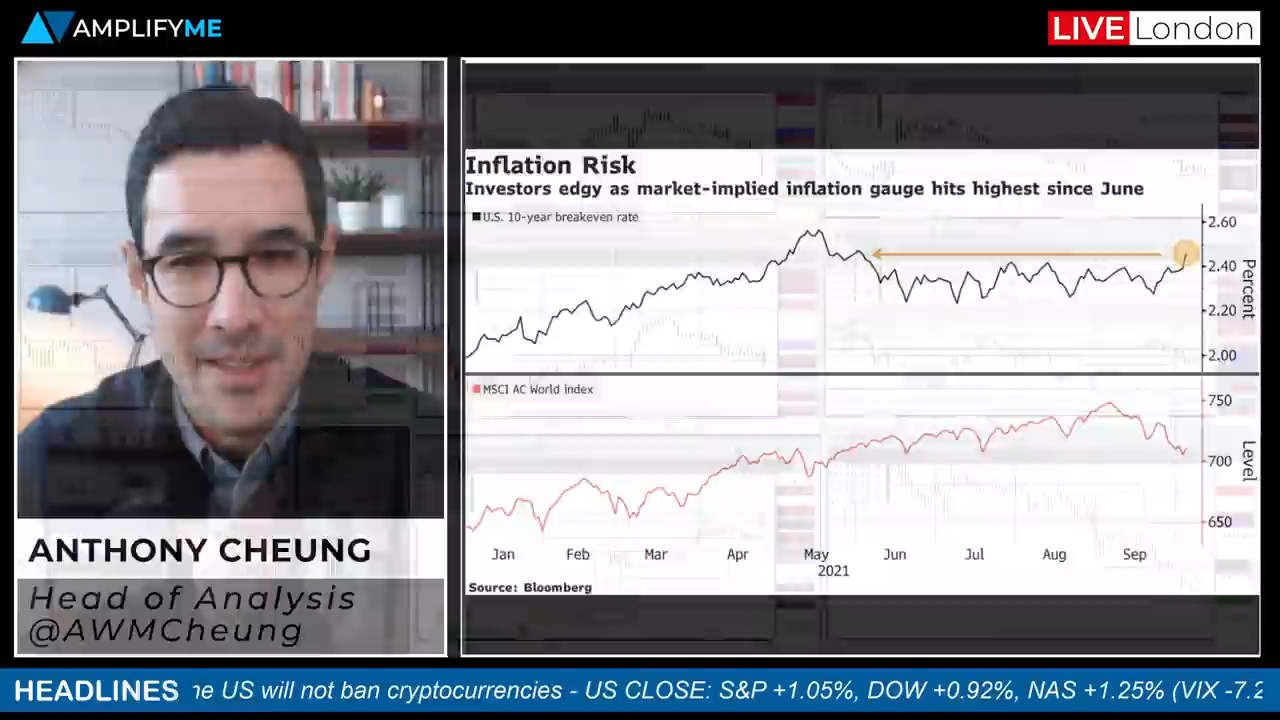 AMPLIFYME
LIVE London
Inflation Risk
Investors edgy as market-implied inflation gauge hits highest since June
U.S. 10-year breakeven rate
2.60
2.40
2.20
2.00
Percent
MSCI AC World index
750
700
650
Level
Jan Feb Mar Apr May Jun Jul Aug Sep
2021
Source: Bloomberg
ANTHONY CHEUNG
Head of Analysis
@AWMCheung
HEADLINES US will not ban cryptocurrencies - US CLOSE: S&P +1.05%, DOW +0.92%, NAS +1.25% (VIX